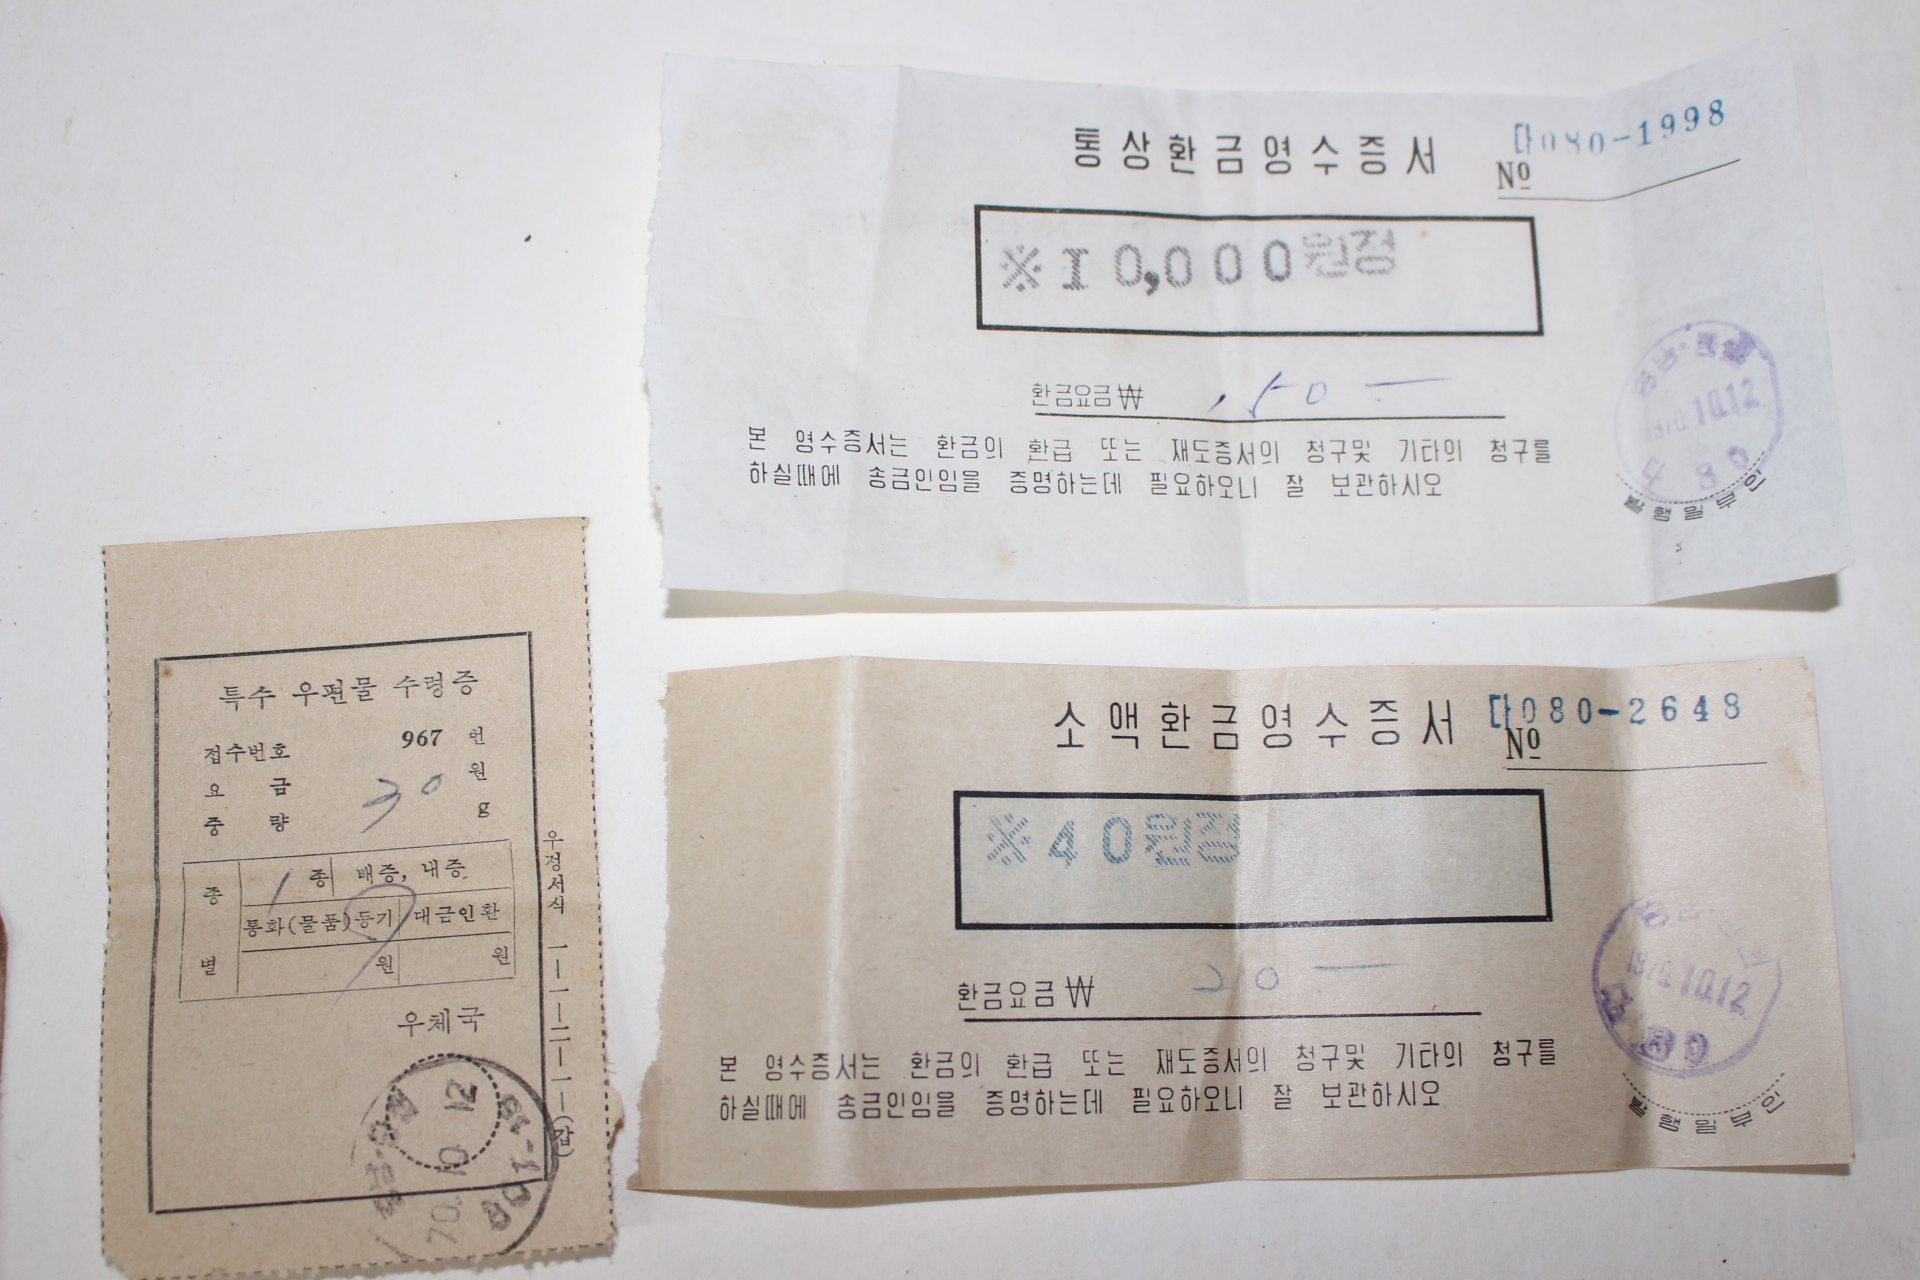 통상환금영수증서
다080-1998
№
※10,000원정
환금요금₩ 150-
본 영수증서는 환금의 환급 또는 재도증서의 청구및 기타의 청구를
하실때에 송금인임을 증명하는데 필요하오니 잘 보관하시오
1970.10.12
다 80
발행일부인
소액환금영수증서
다080-2648
№
※40원정
환금요금₩ 20-
본 영수증서는 환금의 환급 또는 재도증서의 청구및 기타의 청구를
하실때에 송금인임을 증명하는데 필요하오니 잘 보관하시오
1970.10.12
다 80
발행일부인
특수 우편물 수령증
접수번호 967 번
요 금 30 원
중 량 g
종별
1 종 배증, 내증
통화(물품)등기 대금인환
원 원
우체국
70.10.12
우정서식 一─一─二─一─(갑)